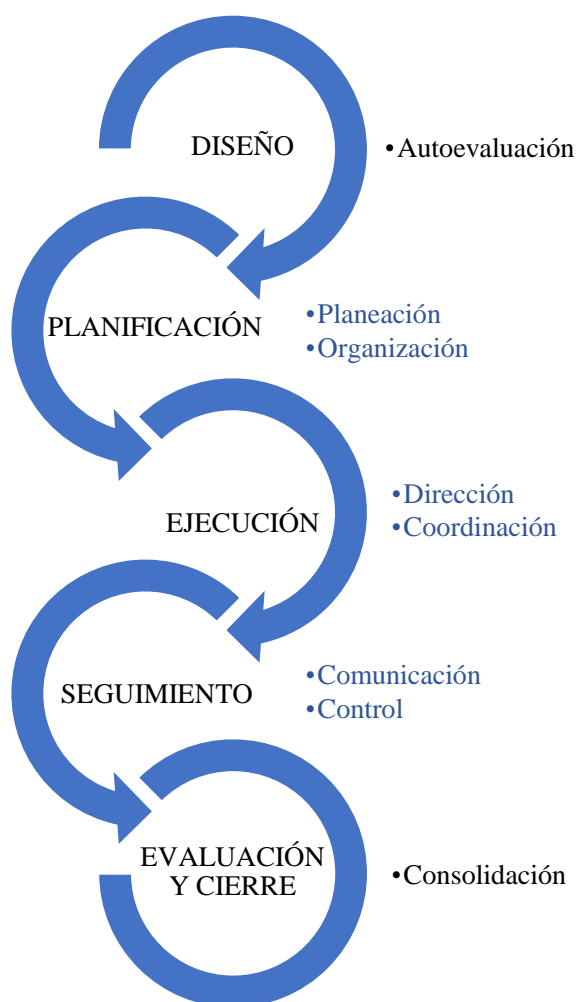 DISEÑO
•Autoevaluación
PLANIFICACIÓN
•Planeación
•Organización
EJECUCIÓN
•Dirección
•Coordinación
SEGUIMIENTO
•Comunicación
•Control
EVALUACIÓN
Y CIERRE
•Consolidación